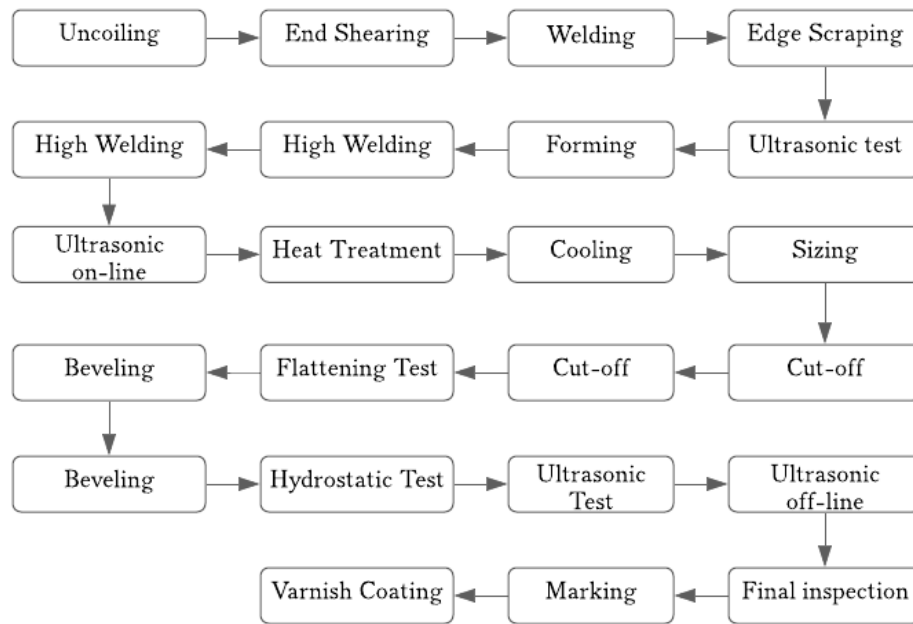 Uncoiling
End Shearing
Welding
Edge Scraping
High Welding
High Welding
Forming
Ultrasonic test
Ultrasonic
on-line
Heat Treatment
Cooling
Sizing
Beveling
Flattening Test
Cut-off
Cut-off
Beveling
Hydrostatic Test
Ultrasonic
Test
Ultrasonic
off-line
Varnish Coating
Marking
Final inspection